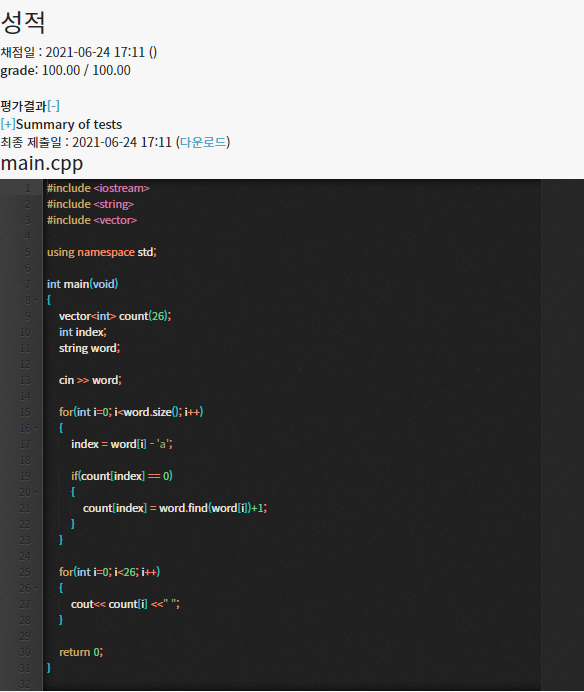 성적
채점일 : 2021-06-24 17:11 ()
grade: 100.00 / 100.00
평가결과[-]
[+]Summary of tests
최종 제출일 : 2021-06-24 17:11 (다운로드)
main.cpp
1 #include <iostream>
2 #include <string>
3 #include <vector>
4
5 using namespace std;
6
7 int main(void)
8 {
9 vector<int> count(26);
10 int index;
11 string word;
12
13 cin >> word;
14
15 for(int i=0; i<word.size(); i++)
16 {
17 index = word[i] - 'a';
18
19 if(count[index] == 0)
20 {
21 count[index] = word.find(word[i])+1;
22 }
23 }
24
25 for(int i=0; i<26; i++)
26 {
27 cout<< count[i] <<" ";
28 }
29
30 return 0;
31 }
32